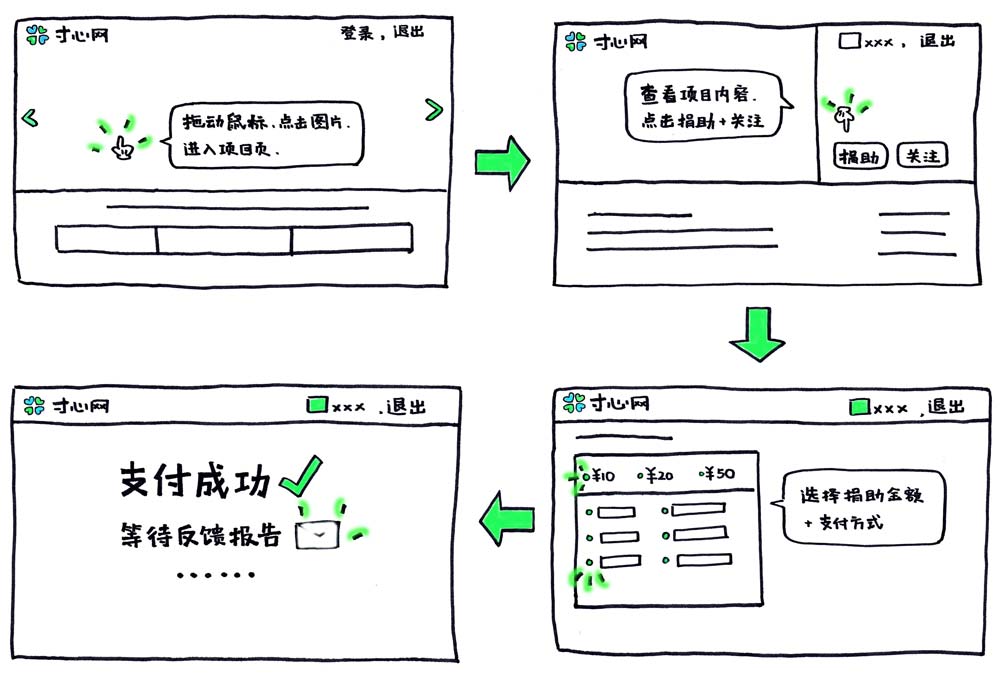 寸心网
登录，退出
拖动鼠标、点击图片.
进入项目页.
寸心网
xxx，退出
查看项目内容.
点击捐助+关注
捐助
关注
寸心网
xxx ,退出
¥10 ¥20 ¥50
选择捐助金额
+支付方式
寸心网
xxx .退出
支付成功
等待反馈报告
......